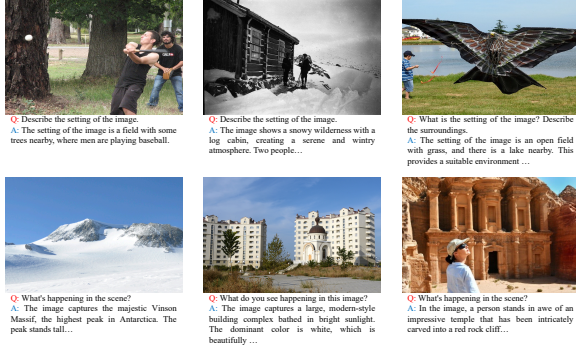 Q: Describe the setting of the image.
A: The setting of the image is a field with some
trees nearby, where men are playing baseball.
Q: Describe the setting of the image.
A: The image shows a snowy wilderness with a
log cabin, creating a serene and wintry
atmosphere. Two people…
Q: What is the setting of the image? Describe
the surroundings.
A: The setting of the image is an open field
with grass, and there is a lake nearby. This
provides a suitable environment …
Q: What's happening in the scene?
A: The image captures the majestic Vinson
Massif, the highest peak in Antarctica. The
peak stands tall…
Q: What do you see happening in this image?
A: The image captures a large, modern-style
building complex bathed in bright sunlight.
The dominant color is white, which is
beautifully …
Q: What's happening in the scene?
A: In the image, a person stands in awe of an
impressive temple that has been intricately
carved into a red rock cliff…